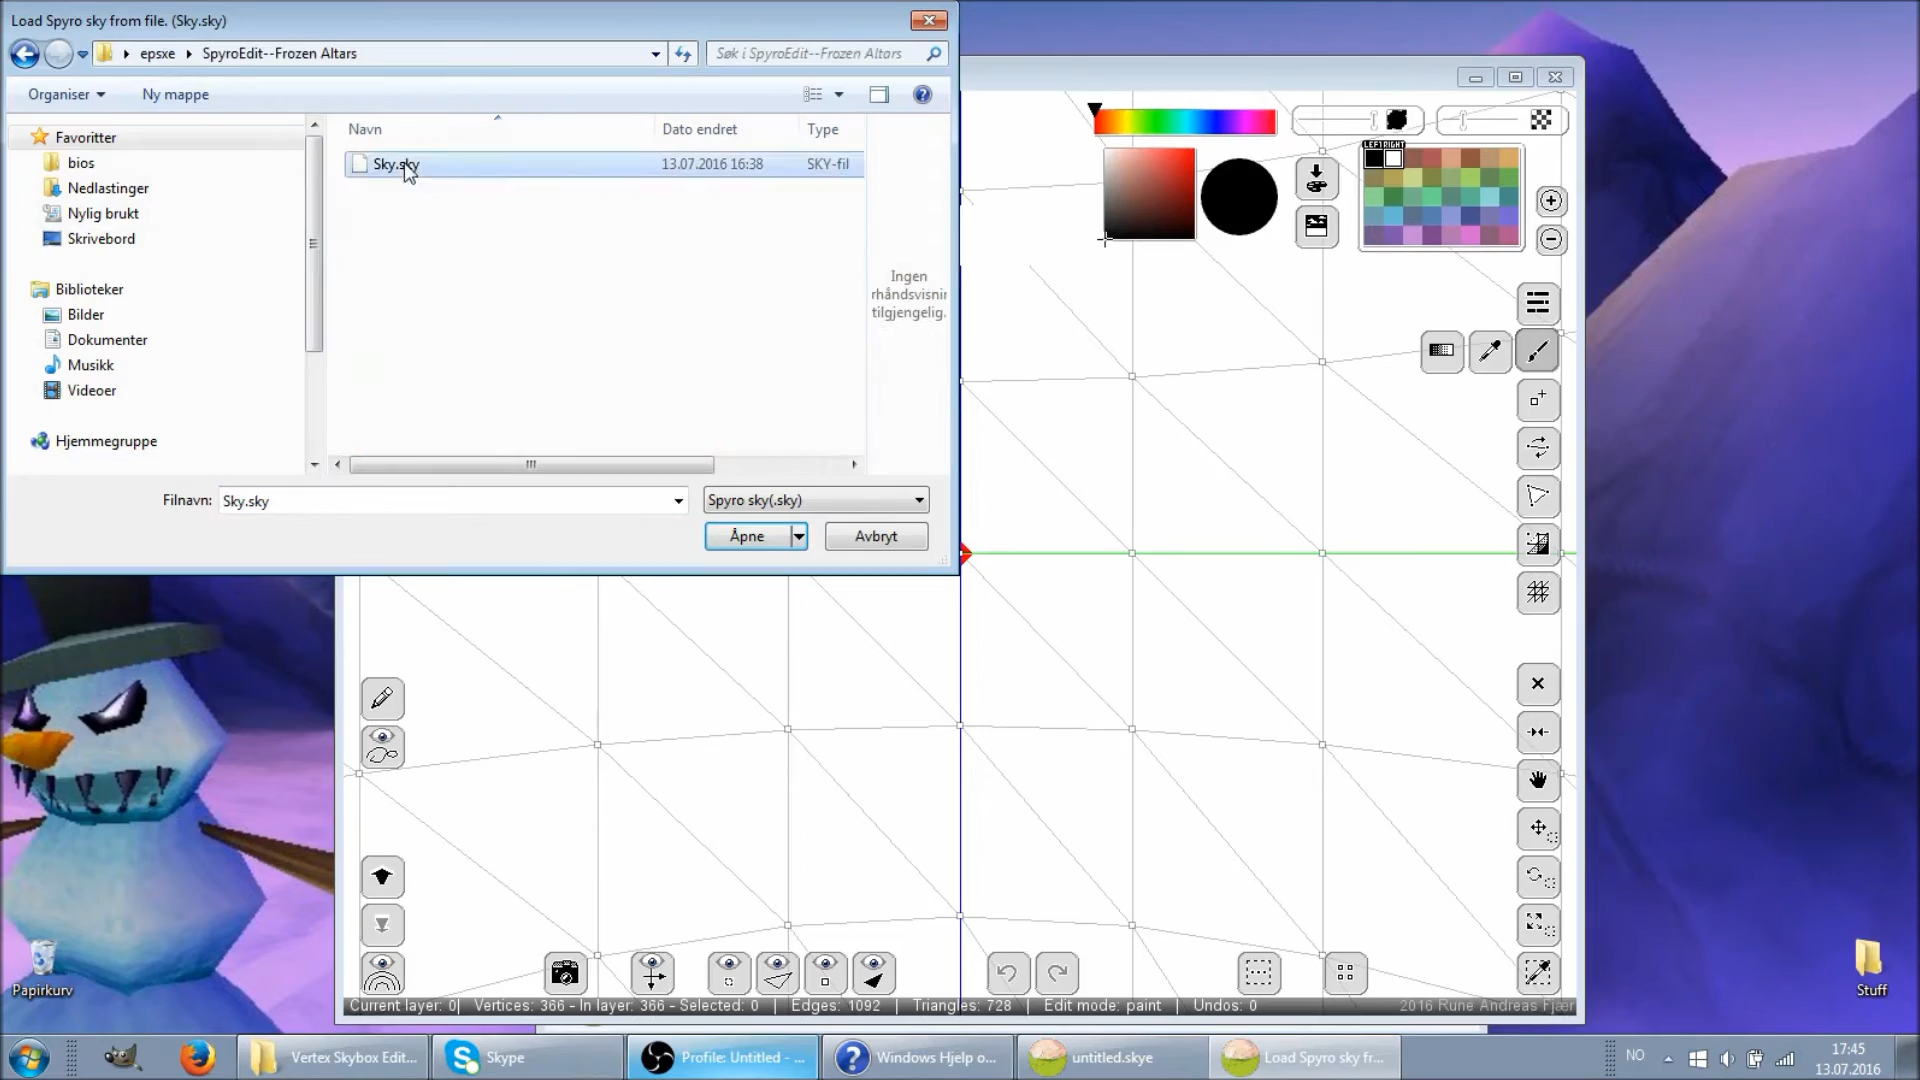 Load Spyro sky from file. (Sky.sky)
epsxe SpyroEdit--Frozen Altars
Søk i SpyroEdit--Frozen Altars
Organiser Ny mappe
Favoritter
bios
Nedlastinger
Nylig brukt
Skrivebord
Biblioteker
Bilder
Dokumenter
Musikk
Videoer
Hjemmegruppe
Navn Dato endret Type
Sky.sky 13.07.2016 16:38 SKY-fil
Ingen
rhåndsvisnin
tilgjengelig.
Filnavn: Sky.sky Spyro sky(.sky)
Åpne Avbryt
LEFT RIGHT
Current layer: 0| Vertices: 366 - In layer: 366 - Selected: 0 | Edges: 1092 | Triangles: 728 | Edit mode: paint | Undos: 0 2016 Rune Andreas Fjær
Papirkurv
Stuff
Vertex Skybox Edit... Skype Profile: Untitled - ... Windows Hjelp o... untitled.skye Load Spyro sky fr...
NO
17:45
13.07.2016